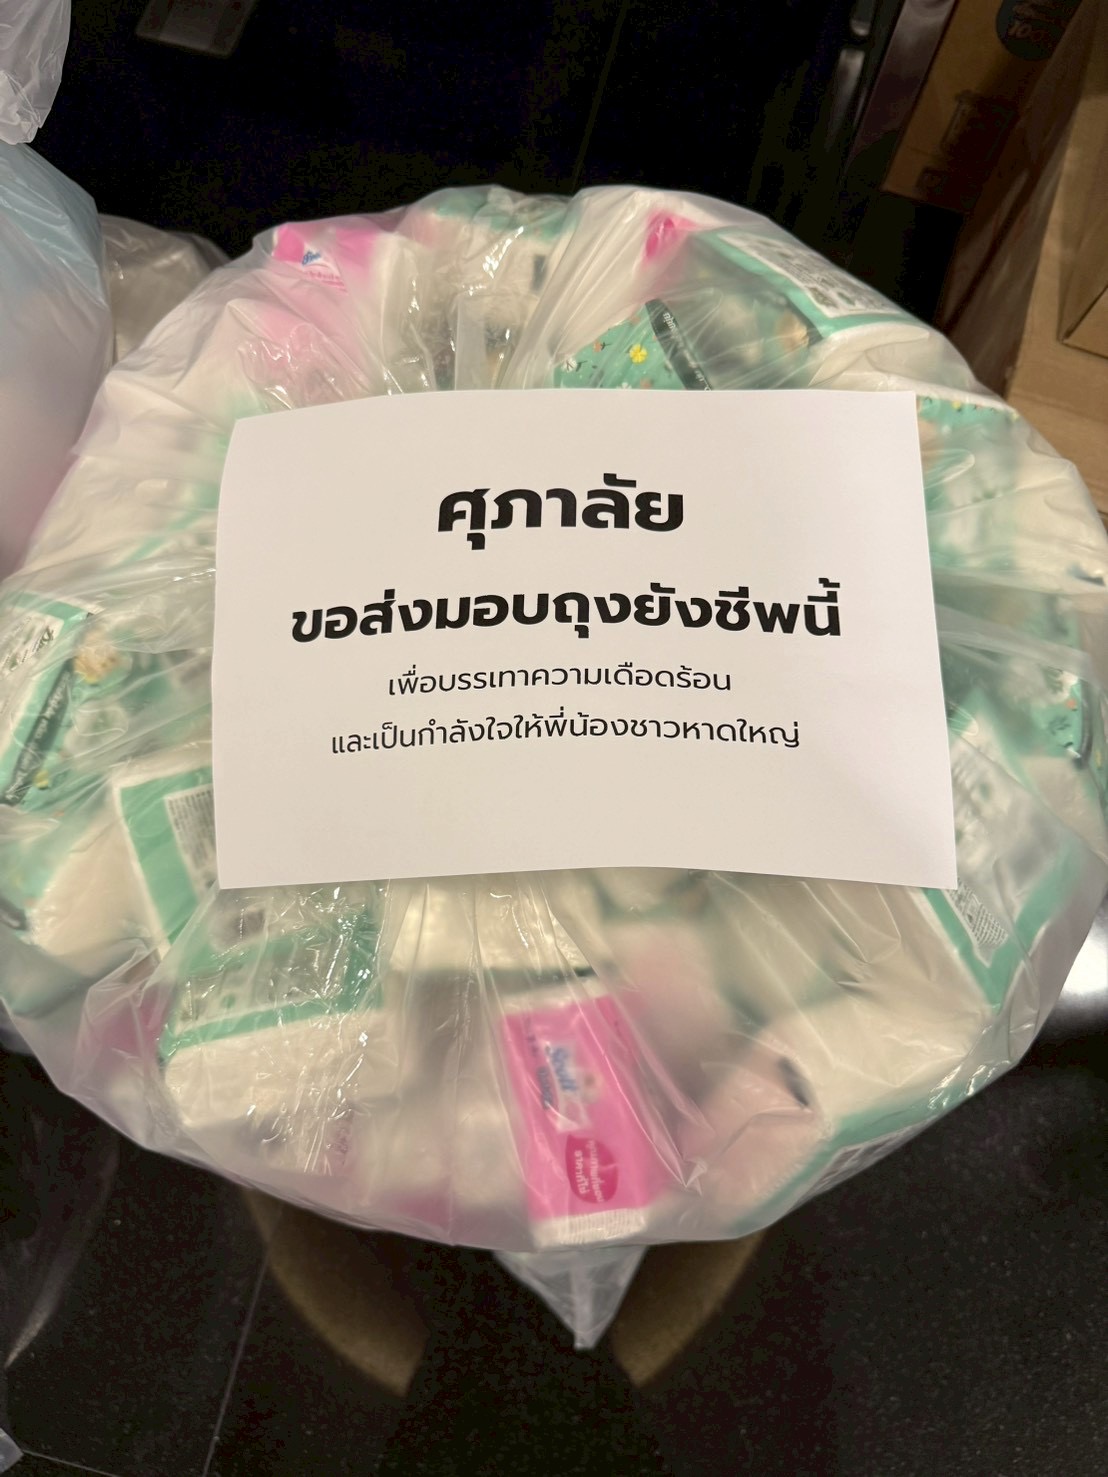 ศุภาลัย
ขอส่งมอบถุงยังชีพนี้
เพื่อบรรเทาความเดือดร้อน
และเป็นกำลังใจให้พี่น้องชาวหาดใหญ่